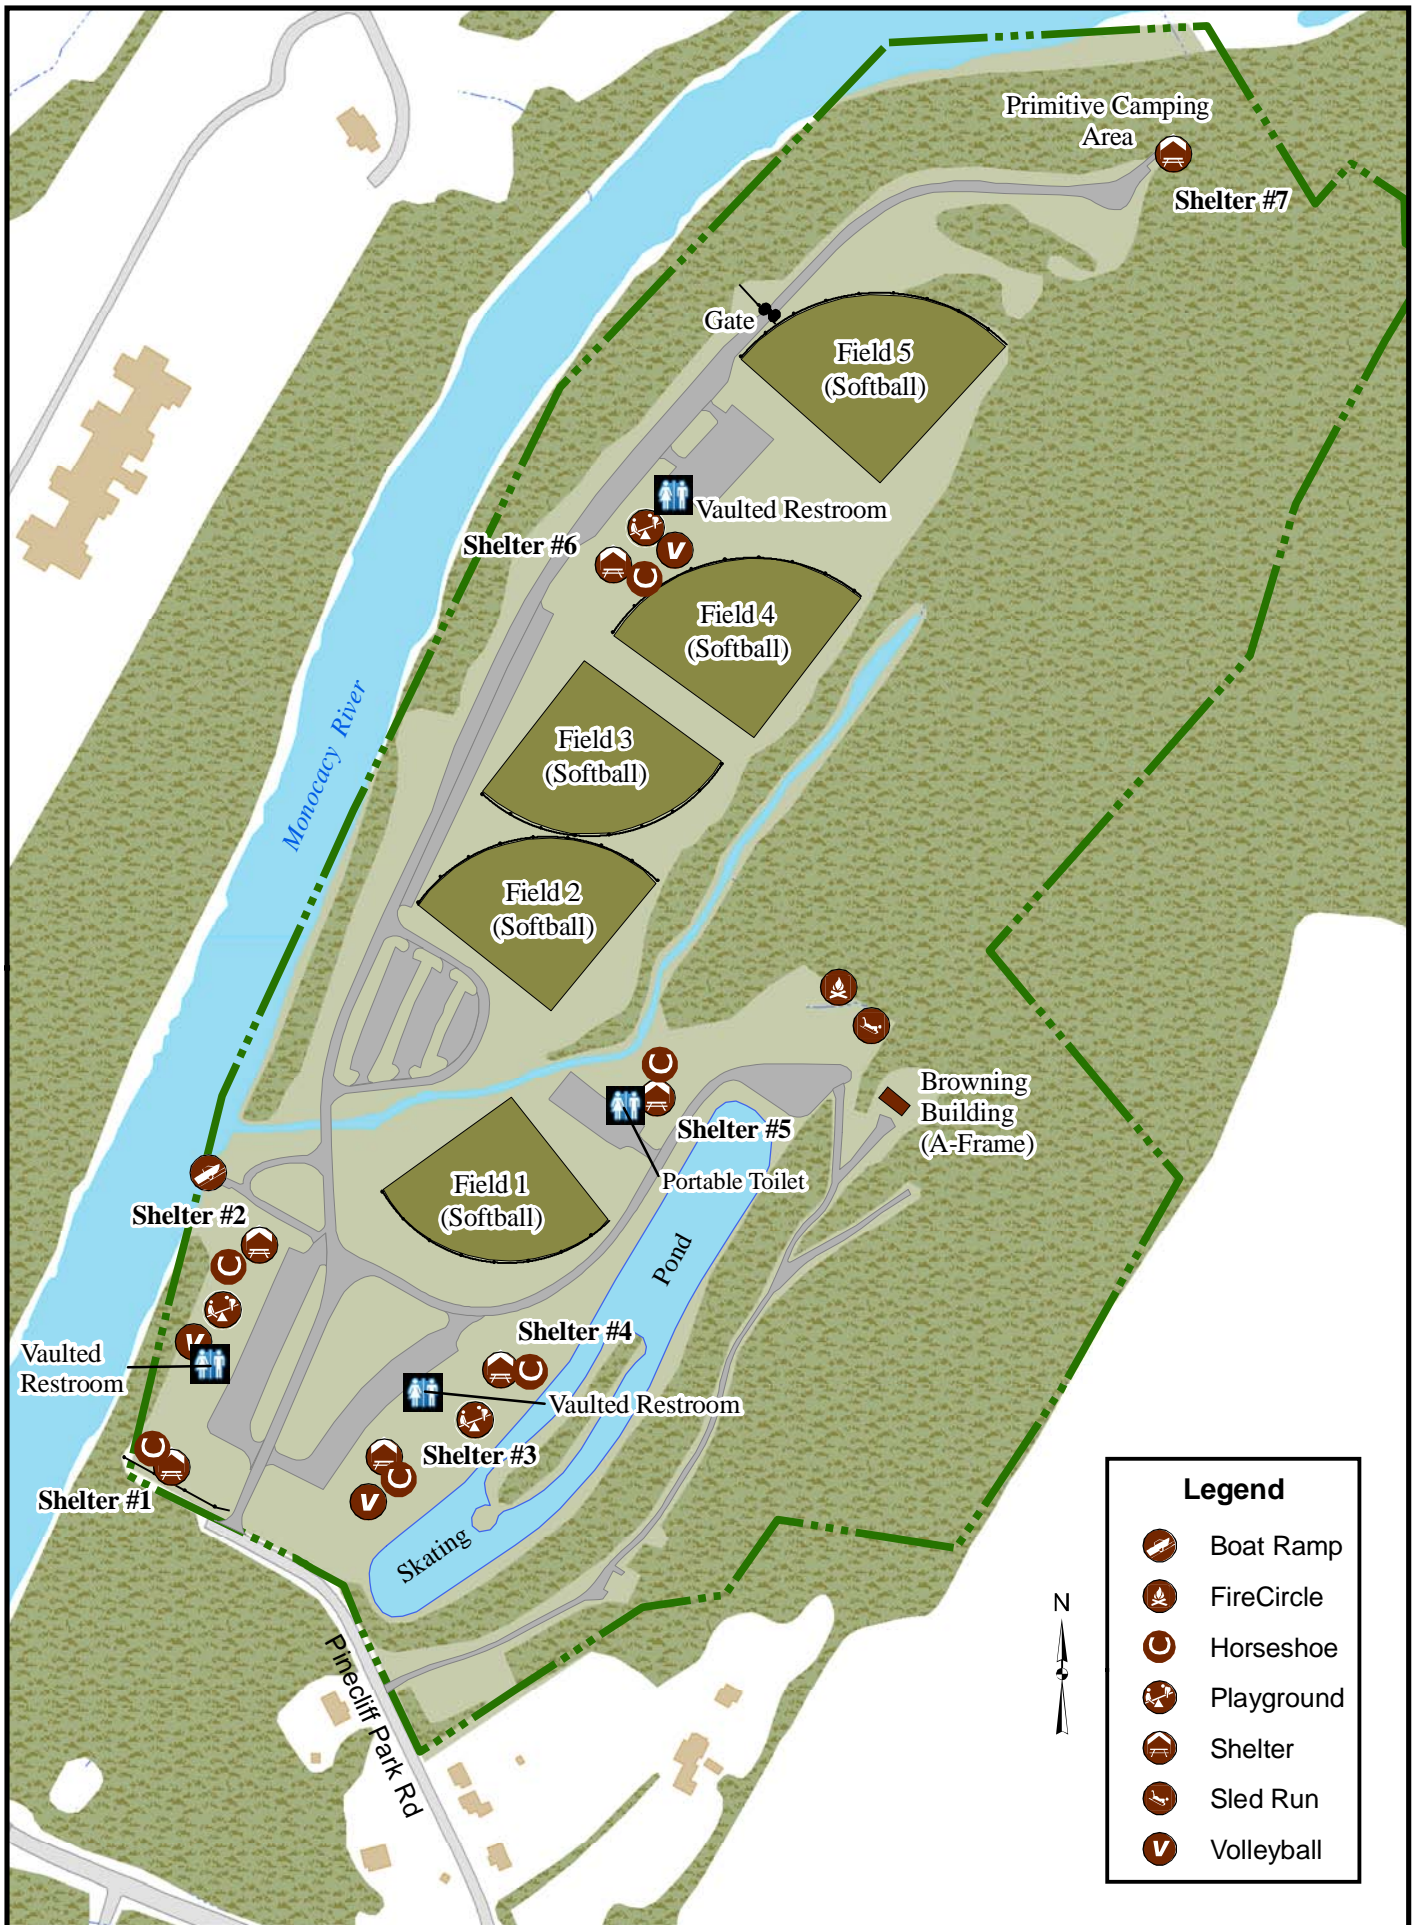 Primitive Camping
Area
Shelter #7
Gate
Field 5
(Softball)
Vaulted Restroom
Shelter #6
V
Field 4
(Softball)
Monocacy River
Field 3
(Softball)
Field 2
(Softball)
Browning
Building
(A-Frame)
Shelter #5
Portable Toilet
Field 1
(Softball)
Shelter #2
Pond
Shelter #4
V
Vaulted
Restroom
Vaulted Restroom
Shelter #3
Shelter #1
V
Skating
Pinecliff Park Rd
N
Legend
Boat Ramp
FireCircle
Horseshoe
Playground
Shelter
Sled Run
V Volleyball